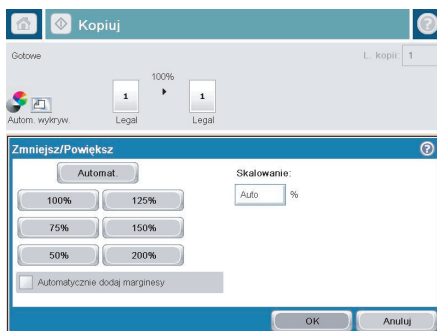 Kopiuj
Gotowe
L. kopii: 1
100%
1 1
Autom. wykryw. Legal Legal
Zmniejsz/Powiększ
Automat. Skalowanie:
100% 125% Auto %
75% 150%
50% 200%
Automatycznie dodaj marginesy
OK Anuluj